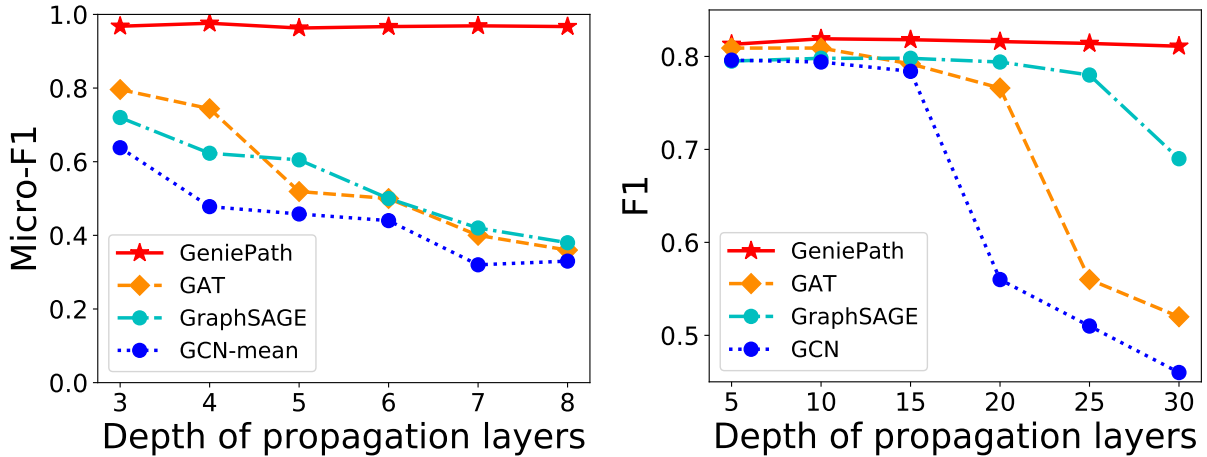 1.0
0.8
0.6
0.4
0.2
0.0
Micro-F1
GeniePath
GAT
GraphSAGE
GCN-mean
3 4 5 6 7 8
Depth of propagation layers
0.8
0.7
0.6
0.5
F1
GeniePath
GAT
GraphSAGE
GCN
5 10 15 20 25 30
Depth of propagation layers